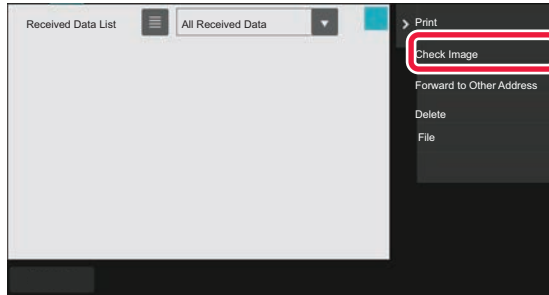 Received Data List
All Received Data
Print
Check Image
Forward to Other Address
Delete
File